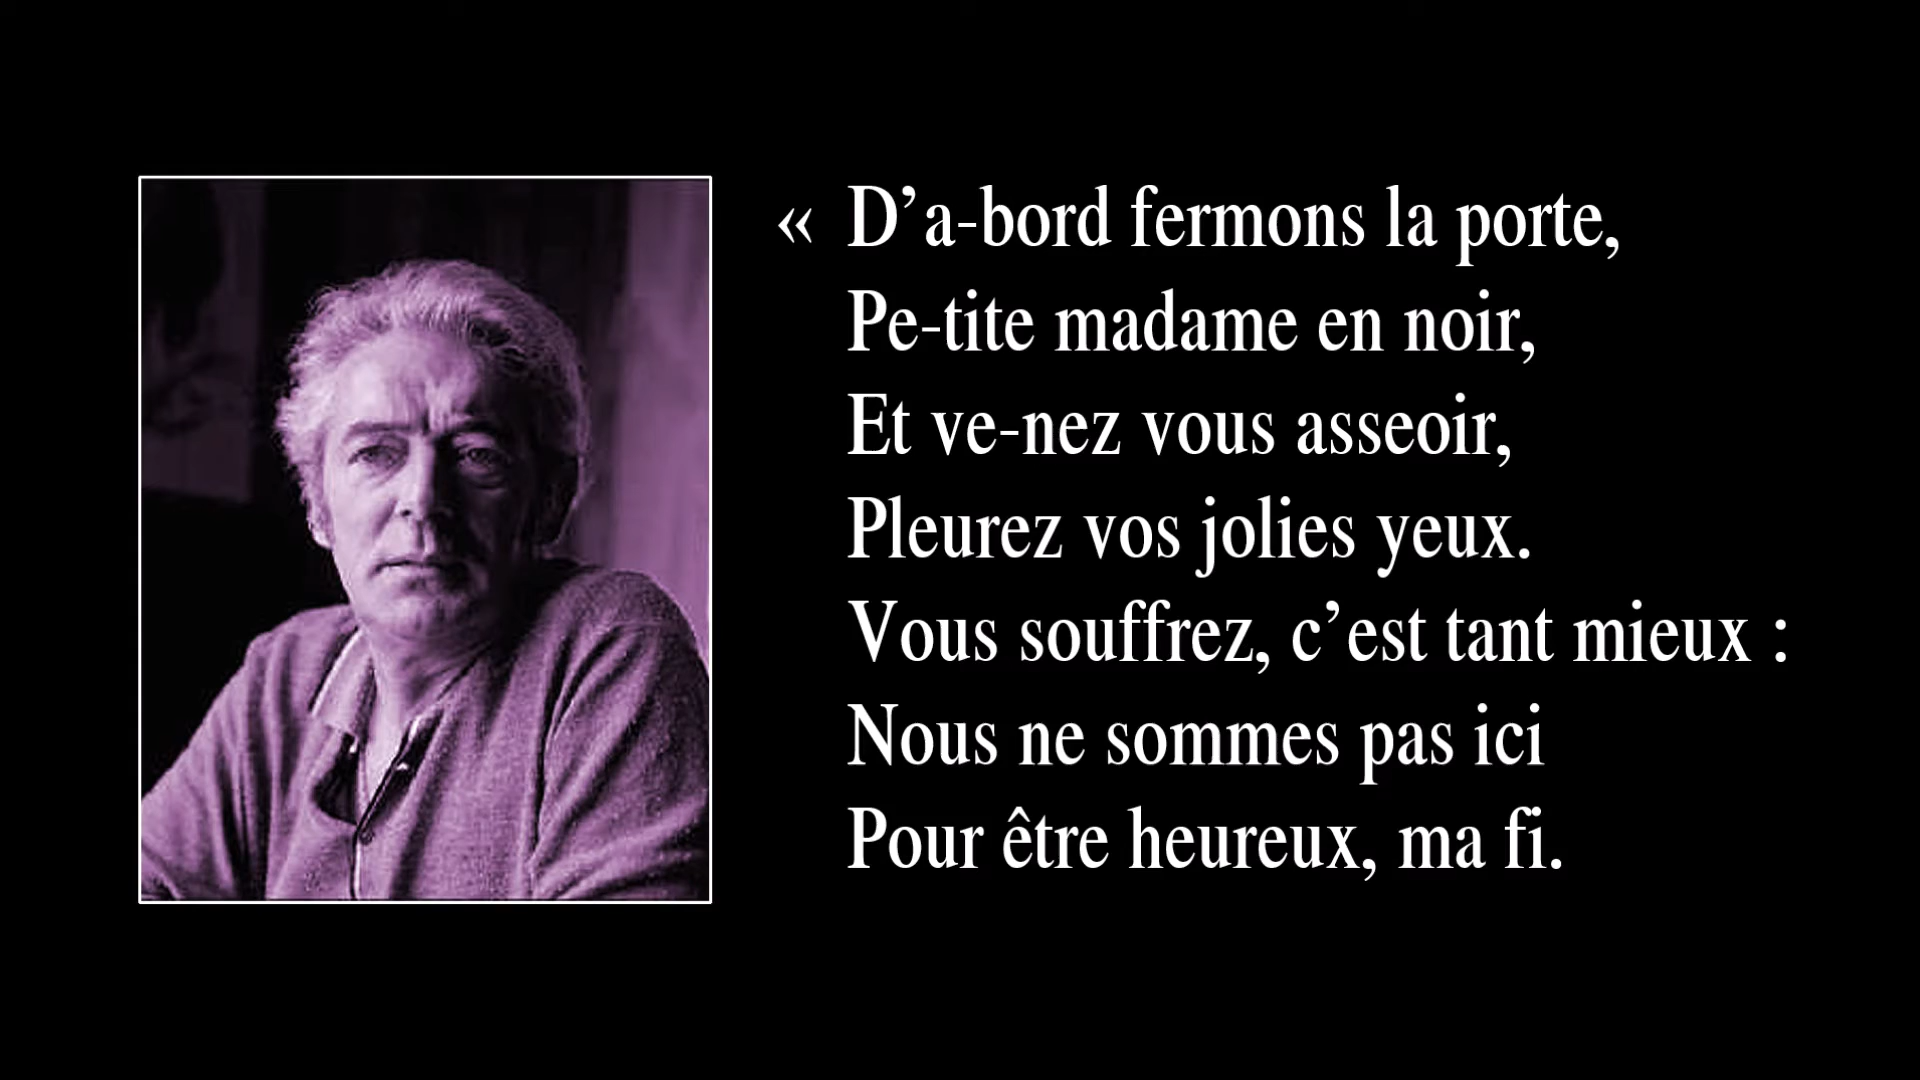 « D’a-bord fermons la porte,
Pe-tite madame en noir,
Et ve-nez vous asseoir,
Pleurez vos jolies yeux.
Vous souffrez, c’est tant mieux :
Nous ne sommes pas ici
Pour être heureux, ma fi.